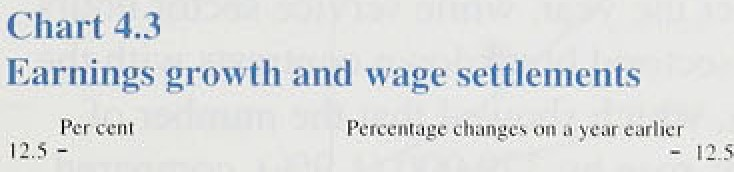 Chart 4.3
Earnings growth and wage settlements
Per cent Percentage changes on a year earlier
12.5 – – 12.5